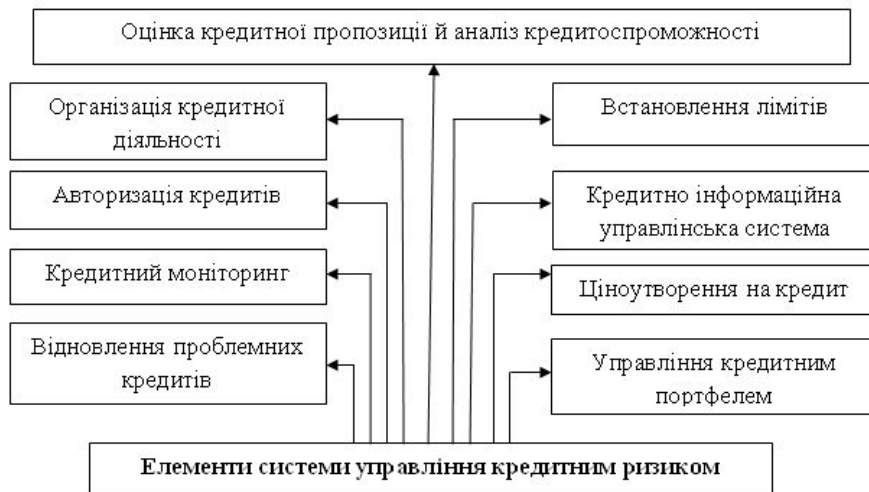 Оцінка кредитної пропозиції й аналіз кредитоспроможності
Організація кредитної
діяльності
Встановлення лімітів
Авторизація кредитів
Кредитно інформаційна
управлінська система
Кредитний моніторинг
Ціноутворення на кредит
Відновлення проблемних
кредитів
Управління кредитним
портфелем
Елементи системи управління кредитним ризиком